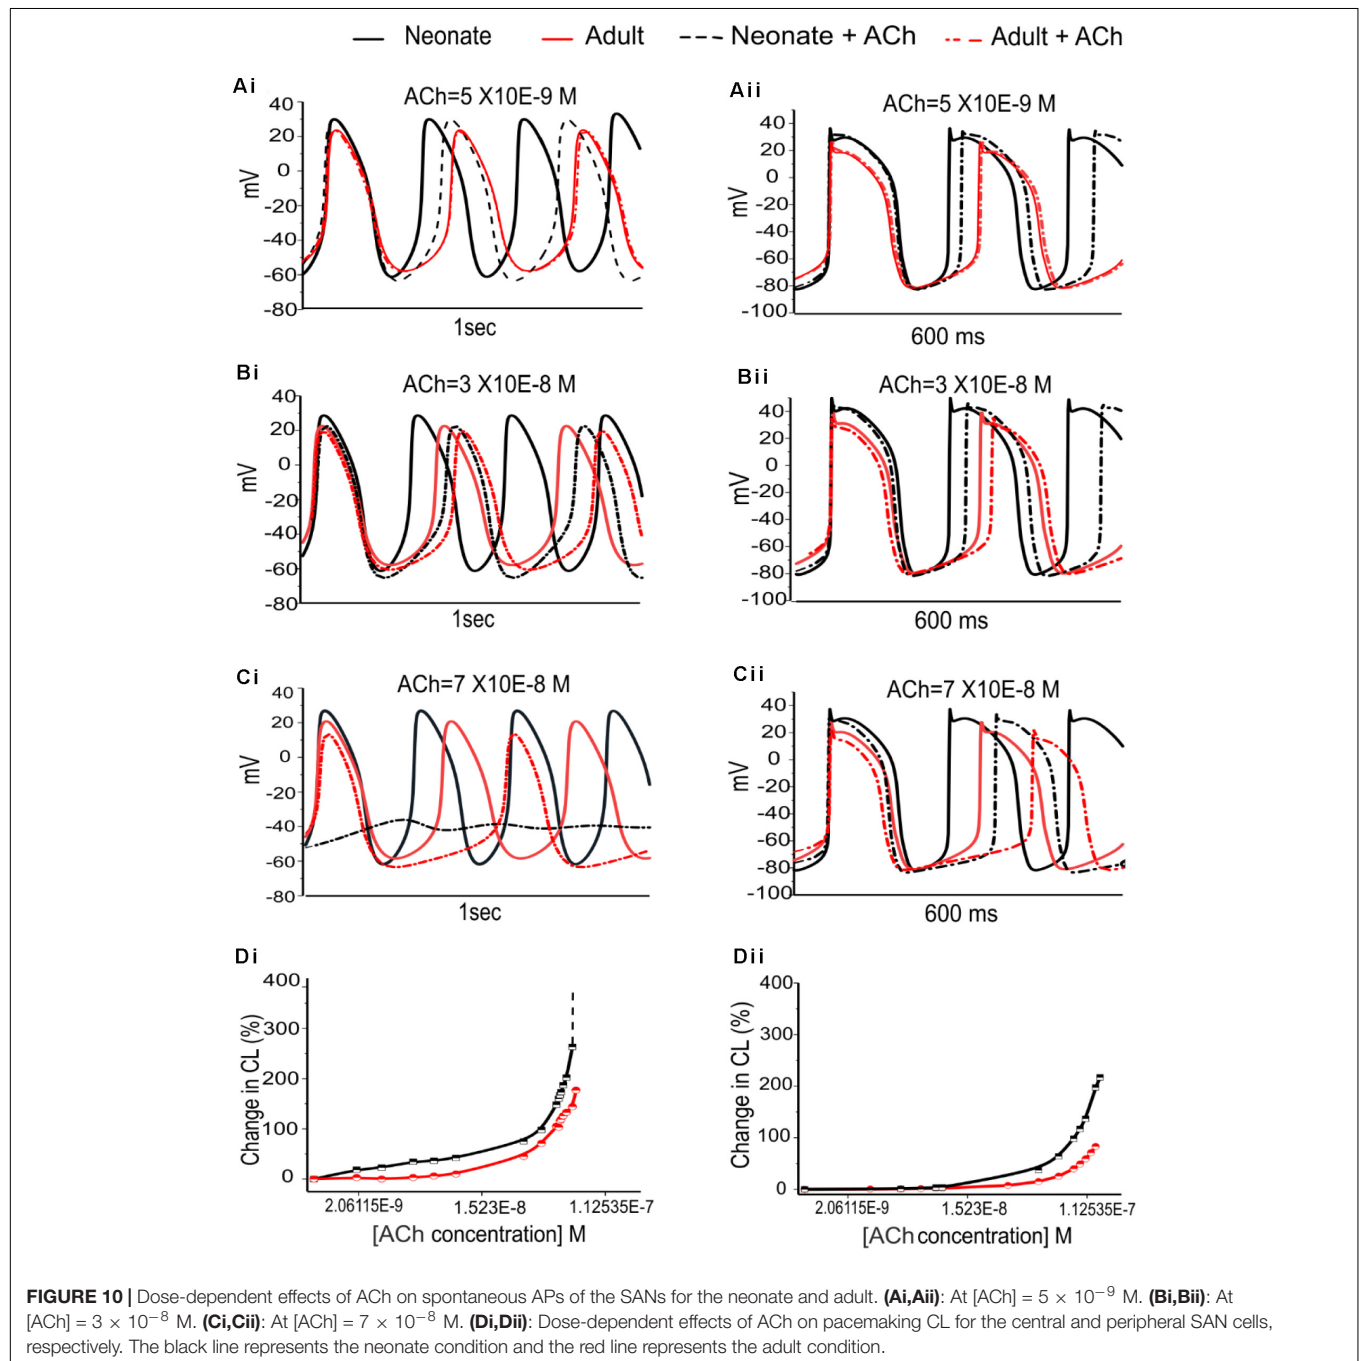 Neonate Adult Neonate + ACh Adult + ACh
Ai
ACh=5 X10E-9 M
40
20
0
-20
-40
-60
-80
mV
1sec
Aii
ACh=5 X10E-9 M
40
20
0
-20
-40
-60
-80
-100
mV
600 ms
Bi
ACh=3 X10E-8 M
40
20
0
-20
-40
-60
-80
mV
1sec
Bii
ACh=3 X10E-8 M
40
20
0
-20
-40
-60
-80
-100
mV
600 ms
Ci
ACh=7 X10E-8 M
40
20
0
-20
-40
-60
-80
mV
1sec
Cii
ACh=7 X10E-8 M
40
20
0
-20
-40
-60
-80
-100
mV
600 ms
Di
400
300
200
100
0
Change in CL (%)
2.06115E-9 1.523E-8 1.12535E-7
[ACh concentration] M
Dii
400
300
200
100
0
Change in CL (%)
2.06115E-9 1.523E-8 1.12535E-7
[ACh concentration] M
FIGURE 10 | Dose-dependent effects of ACh on spontaneous APs of the SANs for the neonate and adult. (Ai,Aii): At [ACh] = 5 × 10⁻⁹ M. (Bi,Bii): At
[ACh] = 3 × 10⁻⁸ M. (Ci,Cii): At [ACh] = 7 × 10⁻⁸ M. (Di,Dii): Dose-dependent effects of ACh on pacemaking CL for the central and peripheral SAN cells,
respectively. The black line represents the neonate condition and the red line represents the adult condition.